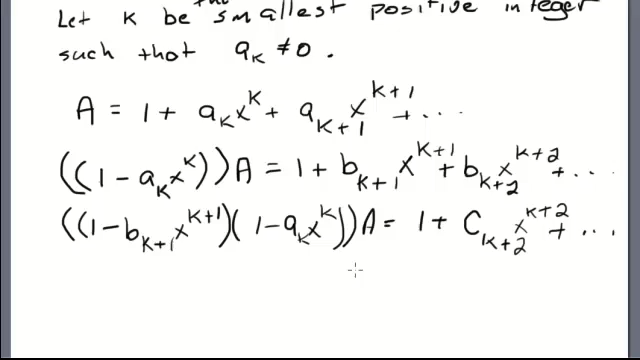 the
Let K be smallest positive integer
such that a_K ≠ 0.
A = 1 + a_K x^K + a_{K+1} x^{K+1} + ...
((1 - a_K x^K))A = 1 + b_{K+1} x^{K+1} + b_{K+2} x^{K+2} + ...
((1 - b_{K+1} x^{K+1})(1 - a_K x^K))A = 1 + C_{K+2} x^{K+2} + ...